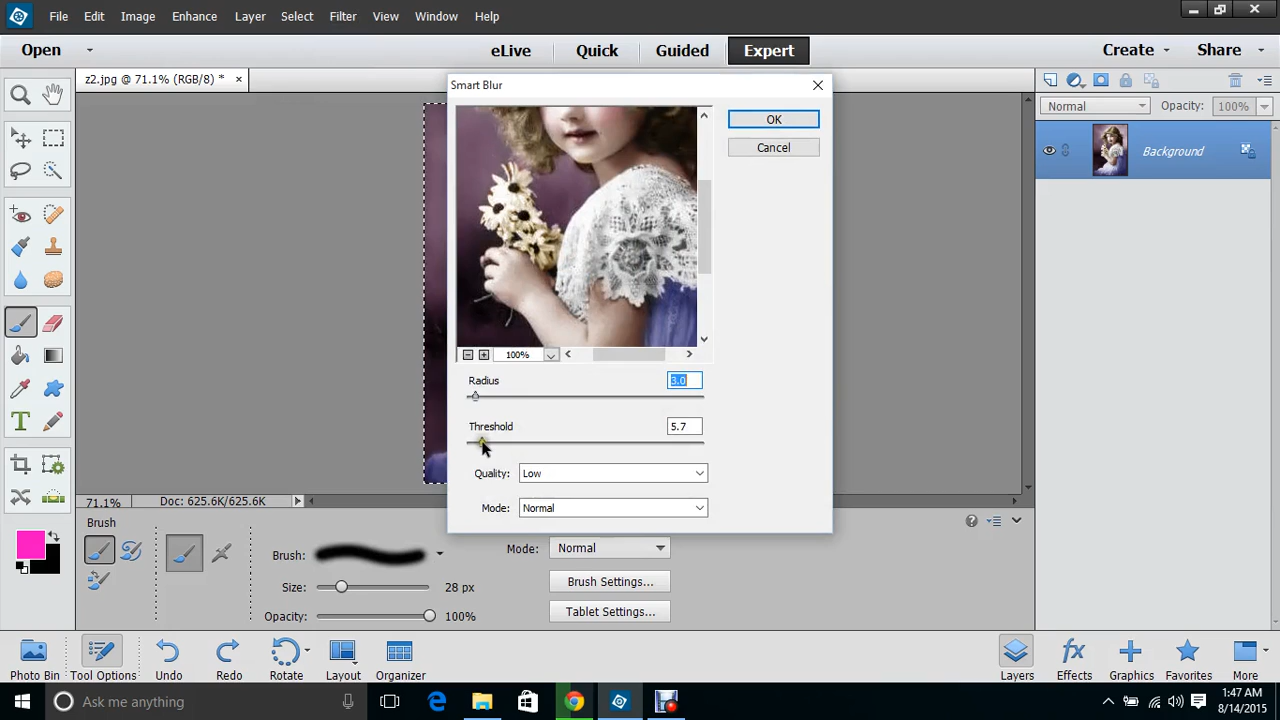 File Edit Image Enhance Layer Select Filter View Window Help
Open eLive Quick Guided Expert Create Share
z2.jpg @ 71.1% (RGB/8) * ×
Smart Blur
OK
Cancel
100%
Radius 3.0
Threshold 5.7
Quality: Low
Mode: Normal
Normal Opacity: 100%
Background
71.1% Doc: 625.6K/625.6K
Brush
Brush:
Size: 28 px
Opacity: 100%
Mode: Normal
Brush Settings...
Tablet Settings...
Photo Bin Tool Options Undo Redo Rotate Layout Organizer Layers Effects Graphics Favorites More
Ask me anything
1:47 AM
8/14/2015